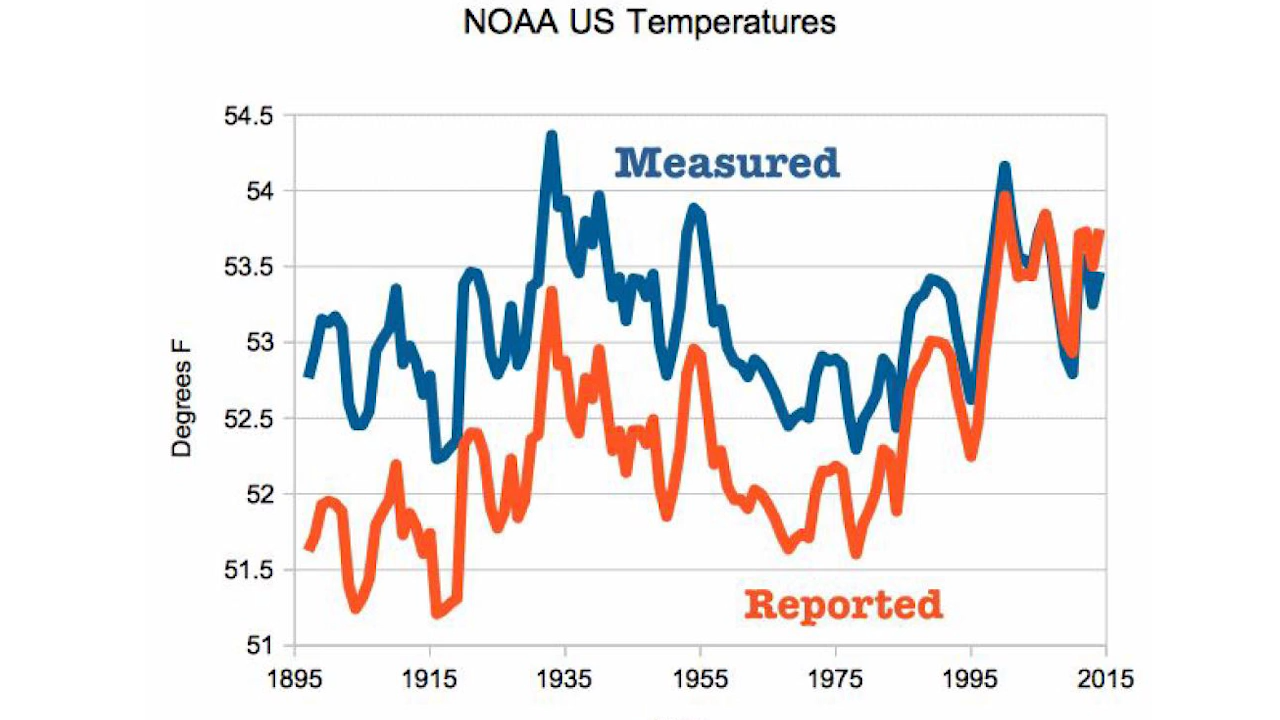 NOAA US Temperatures
54.5
Measured
54
53.5
53
Degrees F
52.5
52
51.5
Reported
51
1895 1915 1935 1955 1975 1995 2015